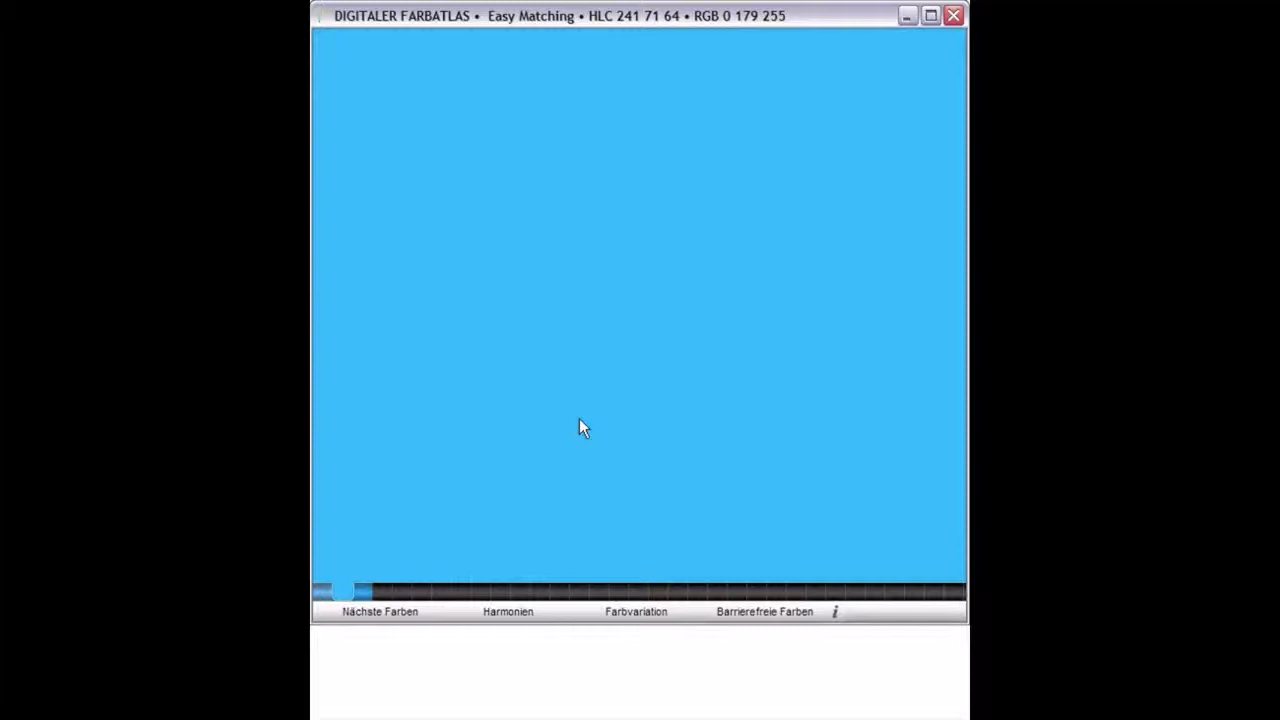 DIGITALER FARBATLAS • Easy Matching • HLC 241 71 64 • RGB 0 179 255
Nächste Farben Harmonien Farbvariation Barrierefreie Farben i